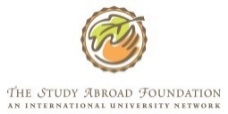 THE STUDY ABROAD FOUNDATION
AN INTERNATIONAL UNIVERSITY NETWORK